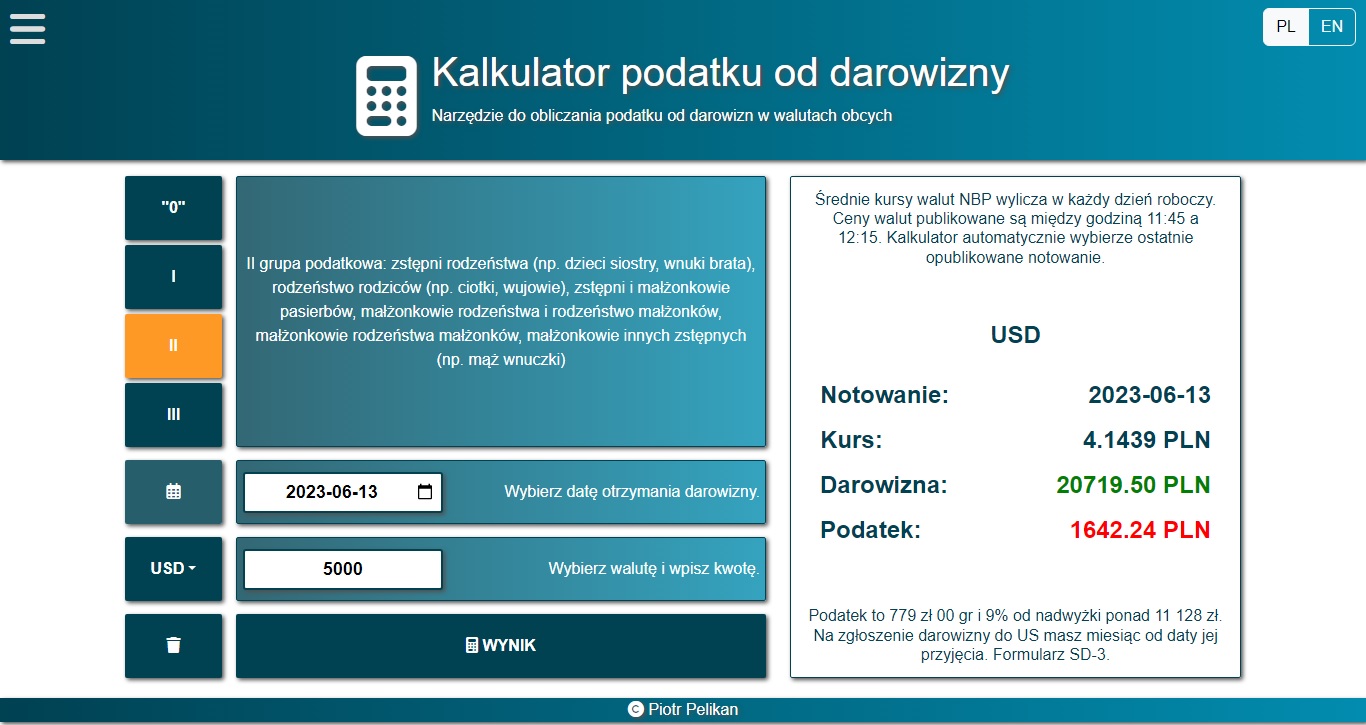 PL EN
Kalkulator podatku od darowizny
Narzędzie do obliczania podatku od darowizn w walutach obcych
"0"
I
II
III
II grupa podatkowa: zstępni rodzeństwa (np. dzieci siostry, wnuki brata),
rodzeństwo rodziców (np. ciotki, wujowie), zstępni i małżonkowie
pasierbów, małżonkowie rodzeństwa i rodzeństwo małżonków,
małżonkowie rodzeństwa małżonków, małżonkowie innych zstępnych
(np. mąż wnuczki)
2023-06-13 Wybierz datę otrzymania darowizny.
USD 5000 Wybierz walutę i wpisz kwotę.
WYNIK
Średnie kursy walut NBP wylicza w każdy dzień roboczy.
Ceny walut publikowane są między godziną 11:45 a
12:15. Kalkulator automatycznie wybierze ostatnie
opublikowane notowanie.
USD
Notowanie: 2023-06-13
Kurs: 4.1439 PLN
Darowizna: 20719.50 PLN
Podatek: 1642.24 PLN
Podatek to 779 zł 00 gr i 9% od nadwyżki ponad 11 128 zł.
Na zgłoszenie darowizny do US masz miesiąc od daty jej
przyjęcia. Formularz SD-3.
© Piotr Pelikan